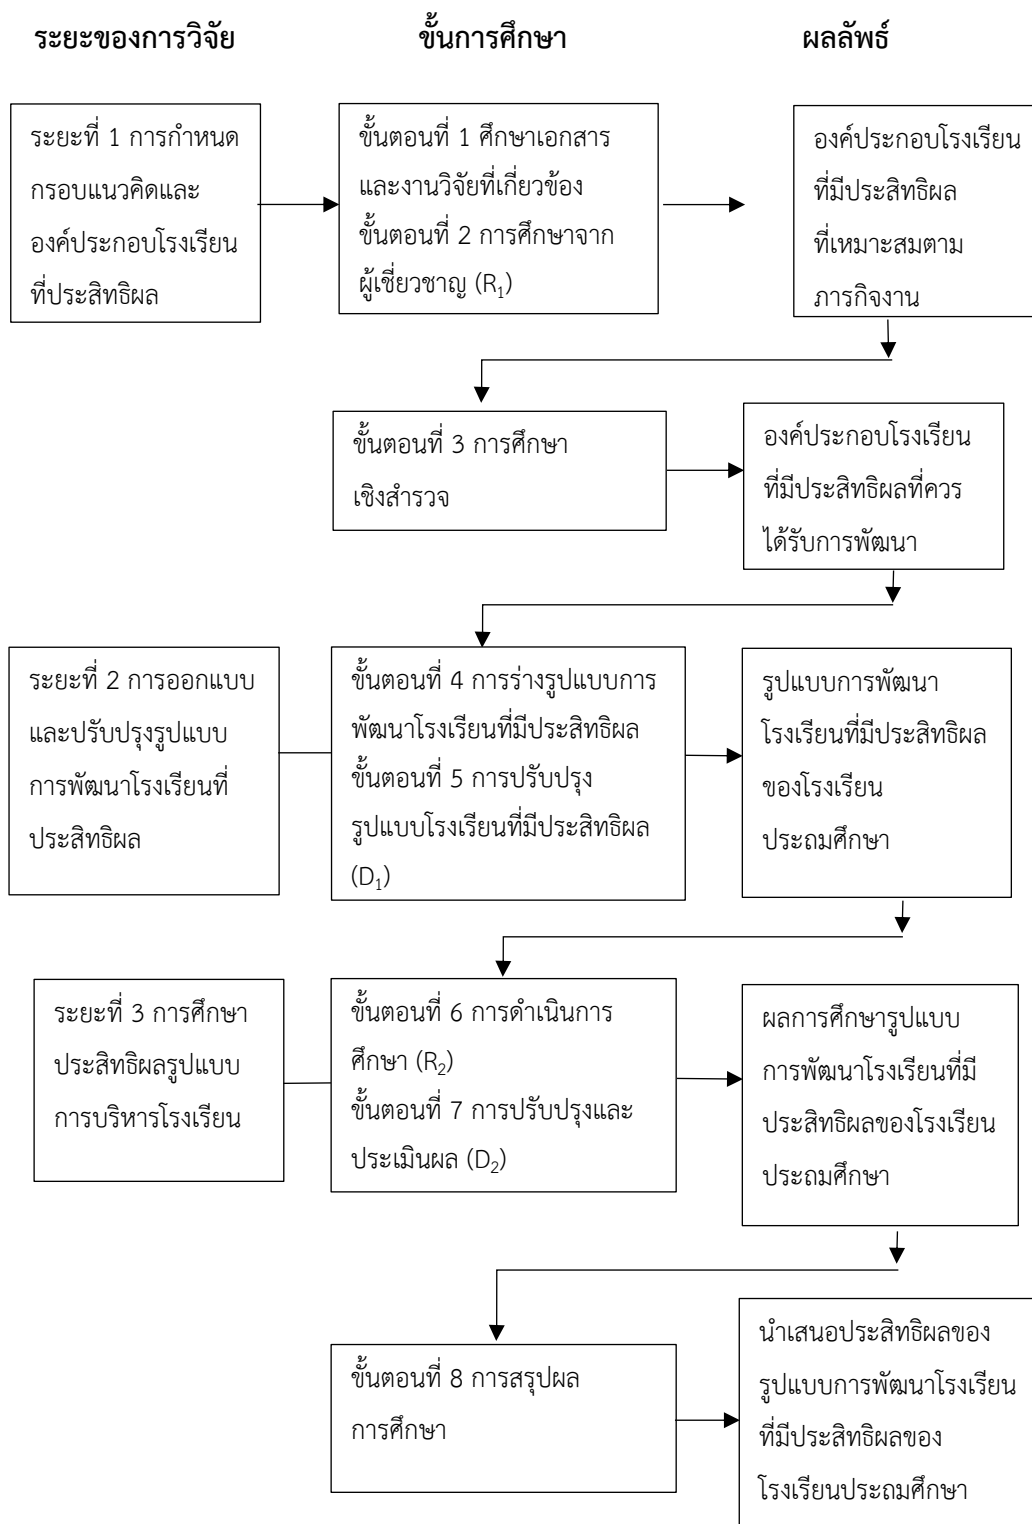 ระยะของการวิจัย
ขั้นการศึกษา
ผลลัพธ์
ระยะที่ 1 การกำหนด
กรอบแนวคิดและ
องค์ประกอบโรงเรียน
ที่ประสิทธิผล
ขั้นตอนที่ 1 ศึกษาเอกสาร
และงานวิจัยที่เกี่ยวข้อง
ขั้นตอนที่ 2 การศึกษาจาก
ผู้เชี่ยวชาญ (R₁)
องค์ประกอบโรงเรียน
ที่มีประสิทธิผล
ที่เหมาะสมตาม
ภารกิจงาน
ขั้นตอนที่ 3 การศึกษา
เชิงสำรวจ
องค์ประกอบโรงเรียน
ที่มีประสิทธิผลที่ควร
ได้รับการพัฒนา
ระยะที่ 2 การออกแบบ
และปรับปรุงรูปแบบ
การพัฒนาโรงเรียนที่
ประสิทธิผล
ขั้นตอนที่ 4 การร่างรูปแบบการ
พัฒนาโรงเรียนที่มีประสิทธิผล
ขั้นตอนที่ 5 การปรับปรุง
รูปแบบโรงเรียนที่มีประสิทธิผล
(D₁)
รูปแบบการพัฒนา
โรงเรียนที่มีประสิทธิผล
ของโรงเรียน
ประถมศึกษา
ระยะที่ 3 การศึกษา
ประสิทธิผลรูปแบบ
การบริหารโรงเรียน
ขั้นตอนที่ 6 การดำเนินการ
ศึกษา (R₂)
ขั้นตอนที่ 7 การปรับปรุงและ
ประเมินผล (D₂)
ผลการศึกษารูปแบบ
การพัฒนาโรงเรียนที่มี
ประสิทธิผลของโรงเรียน
ประถมศึกษา
ขั้นตอนที่ 8 การสรุปผล
การศึกษา
นำเสนอประสิทธิผลของ
รูปแบบการพัฒนาโรงเรียน
ที่มีประสิทธิผลของ
โรงเรียนประถมศึกษา